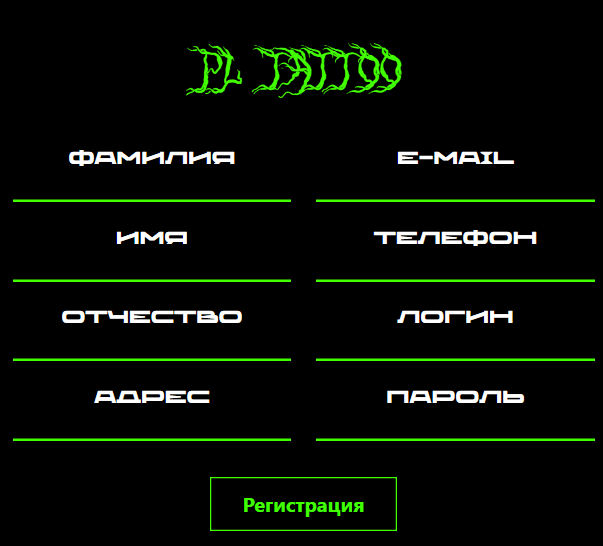 PL TATTOO
ФАМИЛИЯ
E-MAIL
ИМЯ
ТЕЛЕФОН
ОТЧЕСТВО
ЛОГИН
АДРЕС
ПАРОЛЬ
Регистрация